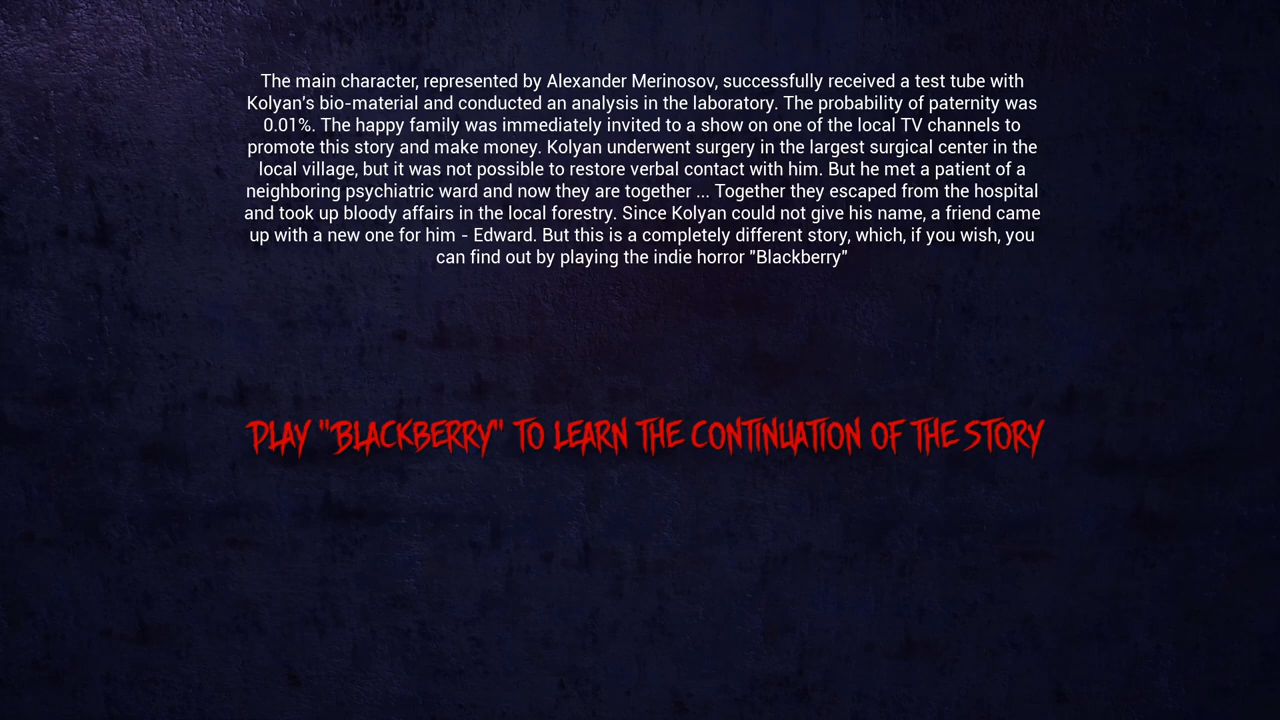 The main character, represented by Alexander Merinosov, successfully received a test tube with
Kolyan's bio-material and conducted an analysis in the laboratory. The probability of paternity was
0.01%. The happy family was immediately invited to a show on one of the local TV channels to
promote this story and make money. Kolyan underwent surgery in the largest surgical center in the
local village, but it was not possible to restore verbal contact with him. But he met a patient of a
neighboring psychiatric ward and now they are together ... Together they escaped from the hospital
and took up bloody affairs in the local forestry. Since Kolyan could not give his name, a friend came
up with a new one for him - Edward. But this is a completely different story, which, if you wish, you
can find out by playing the indie horror "Blackberry"
PLAY "BLACKBERRY" TO LEARN THE CONTINUATION OF THE STORY